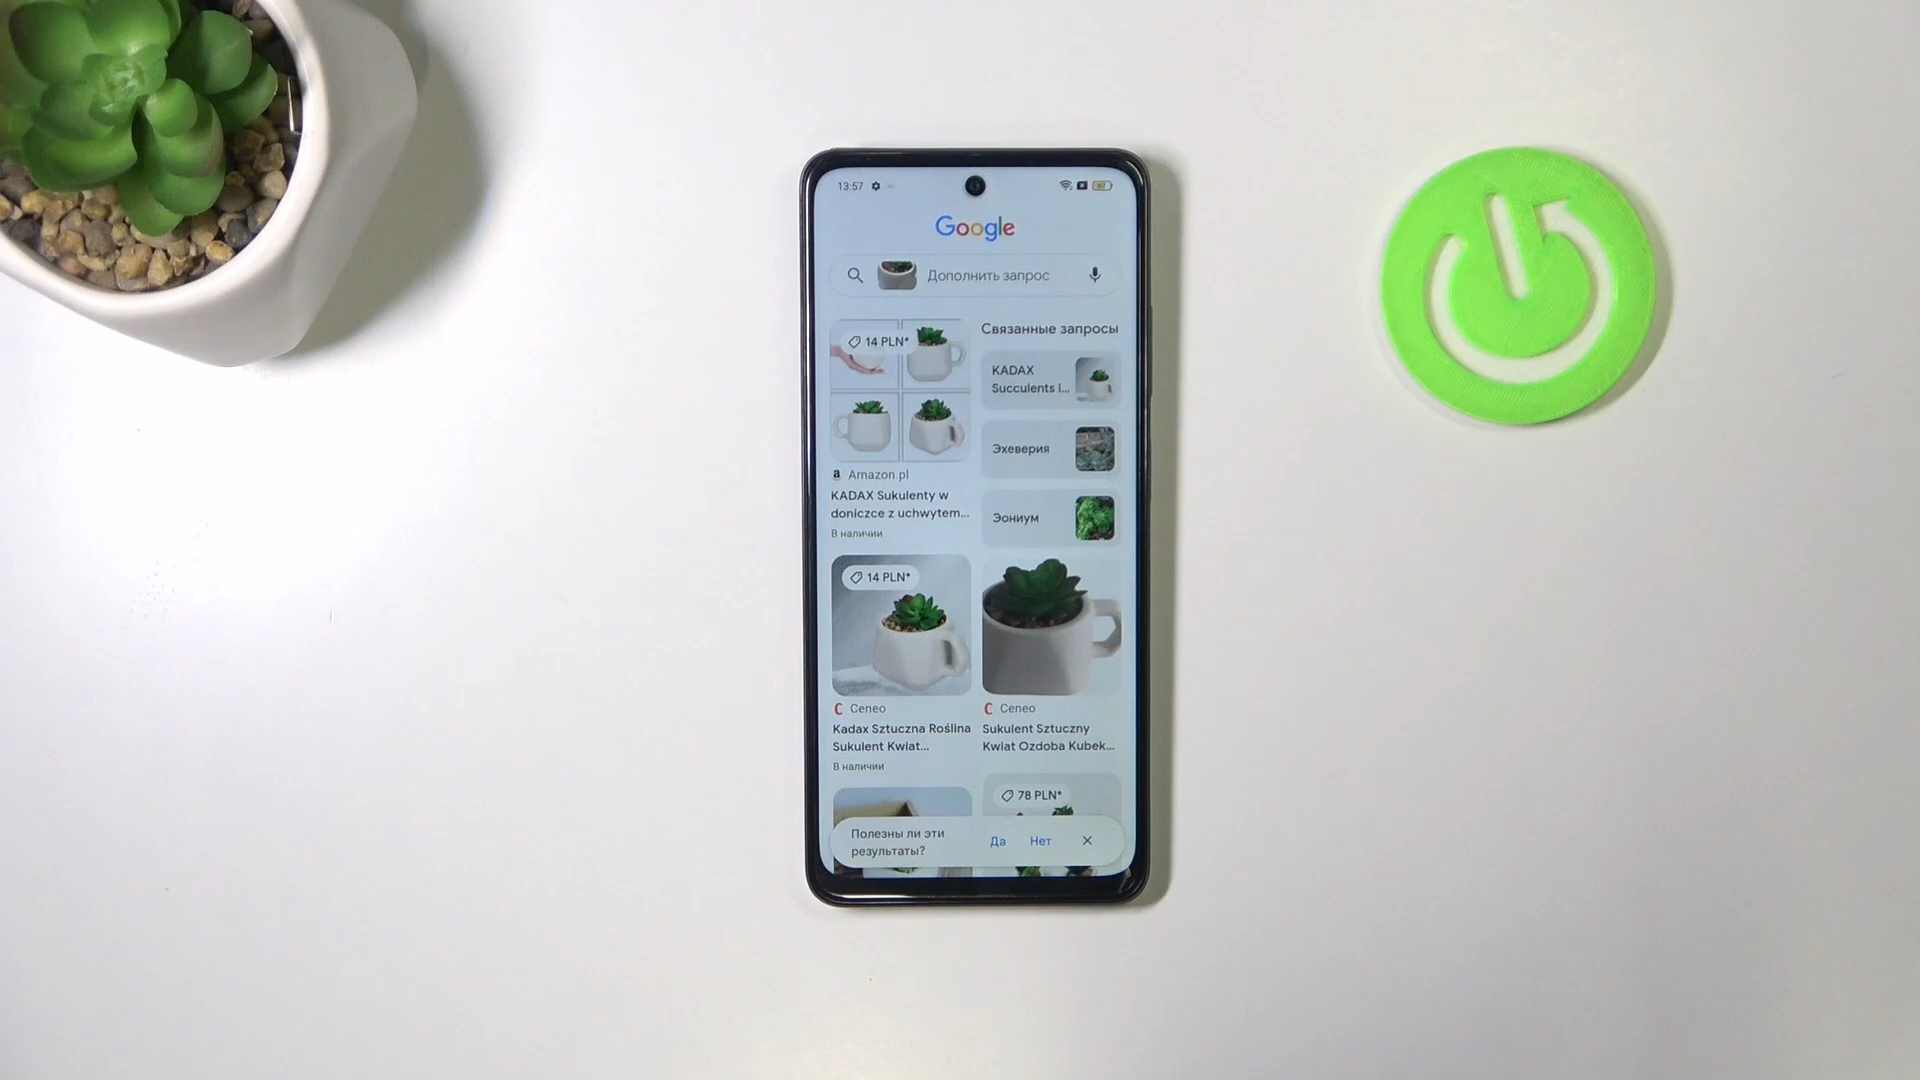 13:57
Google
Дополнить запрос
14 PLN*
Amazon.pl
KADAX Sukulenty w
doniczce z uchwytem...
В наличии
Связанные запросы
KADAX
Succulents I...
Эхеверия
Эониум
14 PLN*
Ceneo
Kadax Sztuczna Roślina
Sukulent Kwiat...
В наличии
Ceneo
Sukulent Sztuczny
Kwiat Ozdoba Kubek...
78 PLN*
Полезны ли эти
результаты?
Да
Нет